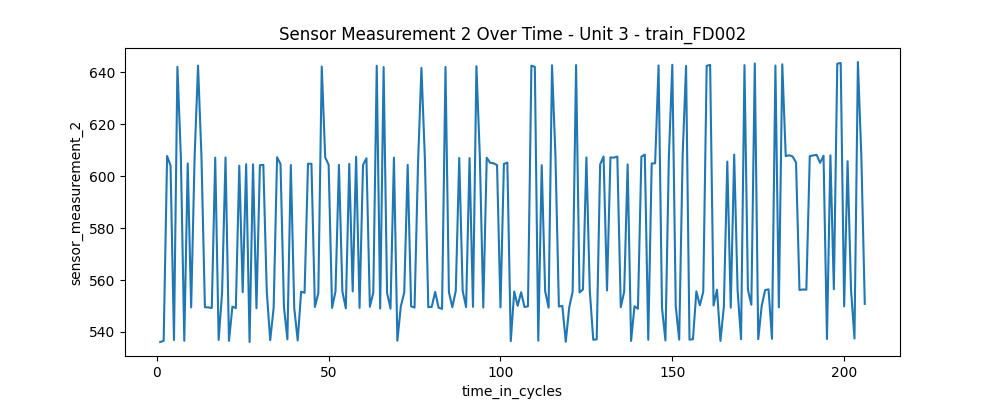 Sensor Measurement 2 Over Time - Unit 3 - train_FD002
sensor_measurement_2
640
620
600
580
560
540
0 50 100 150 200
time_in_cycles